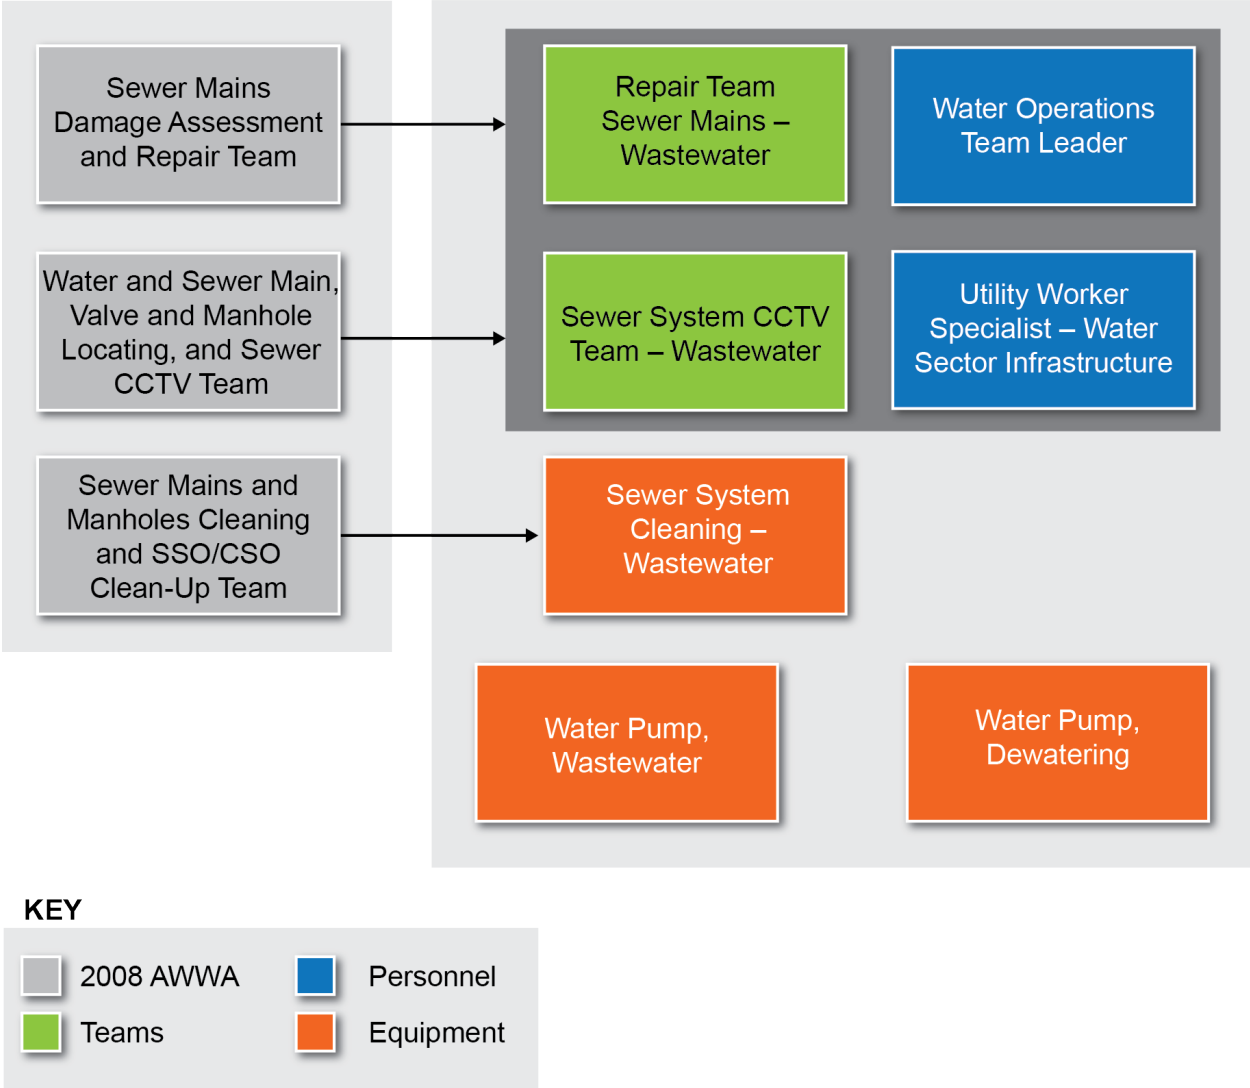 Sewer Mains
Damage Assessment
and Repair Team
Repair Team
Sewer Mains –
Wastewater
Water Operations
Team Leader
Water and Sewer Main,
Valve and Manhole
Locating, and Sewer
CCTV Team
Sewer System CCTV
Team – Wastewater
Utility Worker
Specialist – Water
Sector Infrastructure
Sewer Mains and
Manholes Cleaning
and SSO/CSO
Clean-Up Team
Sewer System
Cleaning –
Wastewater
Water Pump,
Wastewater
Water Pump,
Dewatering
KEY
2008 AWWA
Personnel
Teams
Equipment